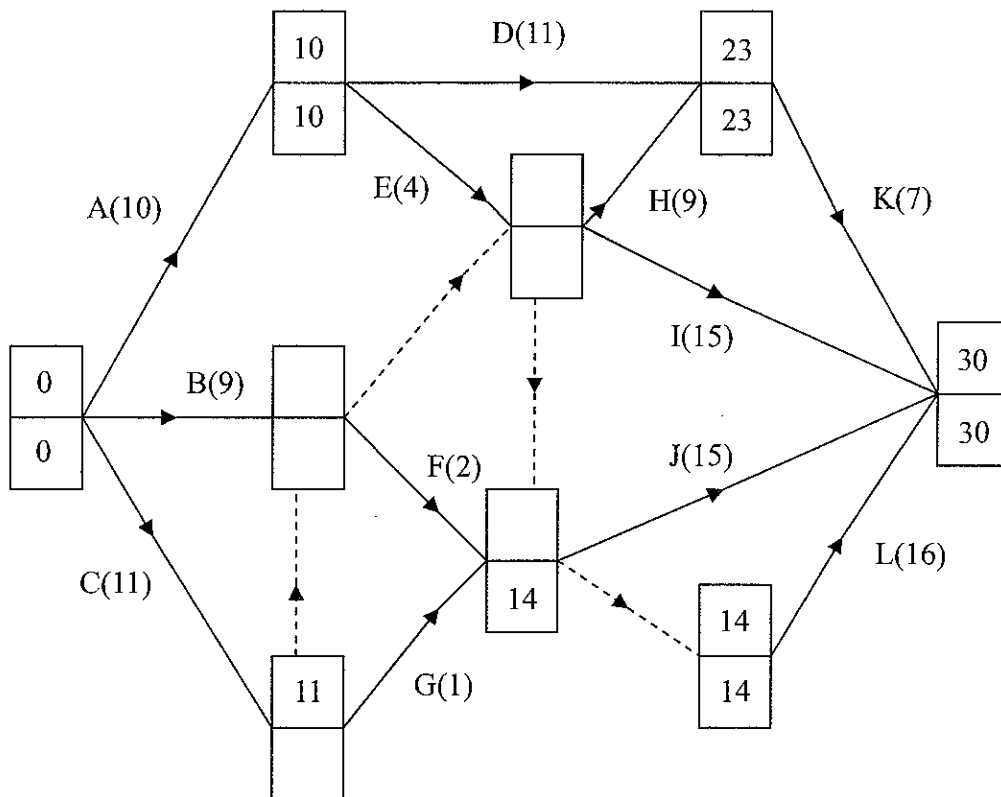 D(11)
10
23
10
23
E(4)
H(9)
K(7)
A(10)
I(15)
0
B(9)
30
0
30
F(2)
J(15)
C(11)
L(16)
14
14
11
G(1)
14